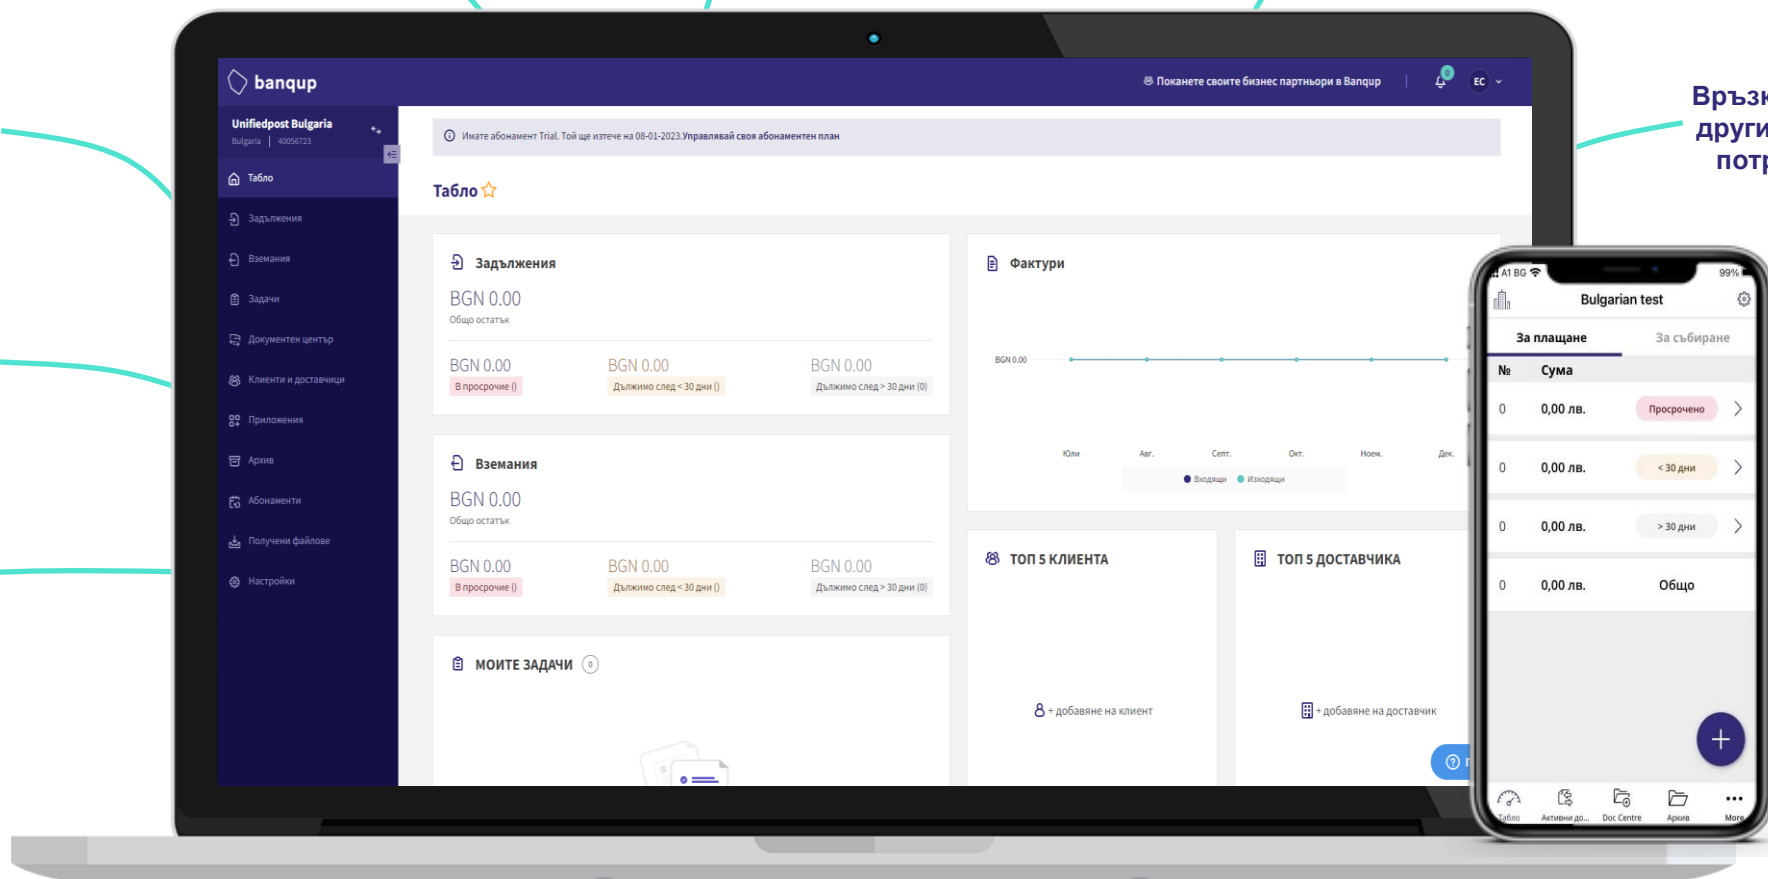 banqup
Поканете своите бизнес партньори в Banqup
0
EC
Unifiedpost Bulgaria
Bulgaria | 40056723
Имате абонамент Trial. Той ще изтече на 08-01-2023.Управлявай своя абонаментен план
Табло
Табло
Задължения
Вземания
Задачи
Документен център
Клиенти и доставчици
Приложения
Архив
Абонаменти
Получени файлове
Настройки
Задължения
BGN 0.00
Общо остатък
BGN 0.00 BGN 0.00 BGN 0.00
В просрочие () Дължимо след < 30 дни () Дължимо след > 30 дни (0)
Вземания
BGN 0.00
Общо остатък
BGN 0.00 BGN 0.00 BGN 0.00
В просрочие () Дължимо след < 30 дни () Дължимо след > 30 дни (0)
МОИТЕ ЗАДАЧИ 0
Фактури
BGN 0.00
Юли Авг. Септ. Окт. Ноем. Дек.
Входящи Изходящи
ТОП 5 КЛИЕНТА
+ добавяне на клиент
ТОП 5 ДОСТАВЧИКА
+ добавяне на доставчик
A1 BG 99%
Bulgarian test
За плащане За събиране
№ Сума
0 0,00 лв. Просрочено
0 0,00 лв. < 30 дни
0 0,00 лв. > 30 дни
0 0,00 лв. Общо
+
Табло Активни до... Doc Centre Архив More
други